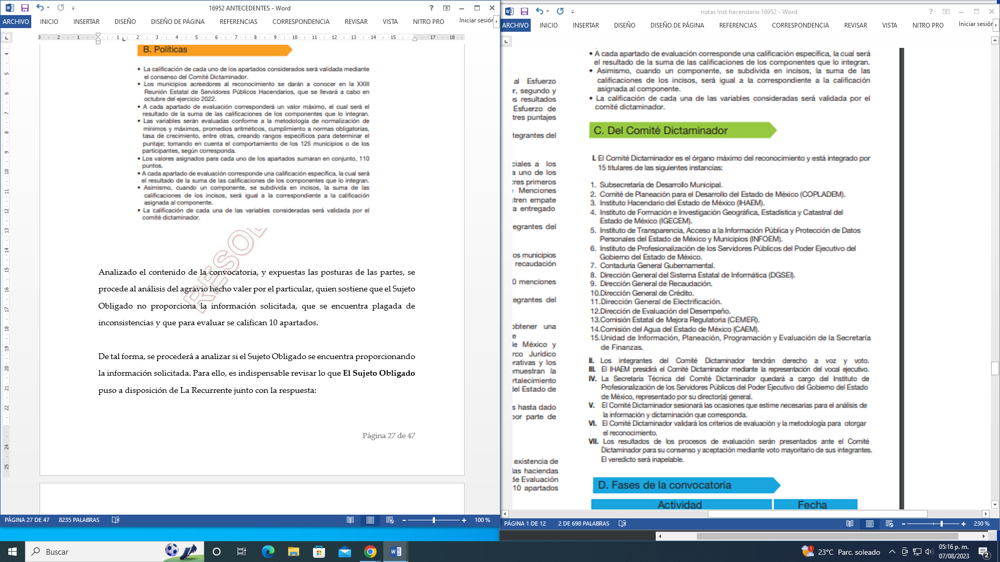 16952 ANTECEDENTES - Word
ARCHIVO INICIO INSERTAR DISEÑO DISEÑO DE PÁGINA REFERENCIAS CORRESPONDENCIA REVISAR VISTA NITRO PRO Iniciar sesión
B. Políticas
• La calificación de cada uno de los apartados considerados será validada mediante
el consenso del Comité Dictaminador.
• Los municipios acreedores al reconocimiento se darán a conocer en la XXIII
Reunión Estatal de Servidores Públicos Hacendarios, que se llevará a cabo en
octubre del ejercicio 2022.
• A cada apartado de evaluación corresponderá un valor máximo, el cual será el
resultado de la suma de las calificaciones de los componentes que lo integran.
• Las variables serán evaluadas conforme a la metodología de normalización de
mínimos y máximos, promedios aritméticos, cumplimiento a normas obligatorias,
tasa de crecimiento, entre otras, creando rangos específicos para determinar el
puntaje; tomando en cuenta el comportamiento de los 125 municipios o de los
participantes, según corresponda.
• Los valores asignados para cada uno de los apartados sumaran en conjunto, 110
puntos.
• A cada apartado de evaluación corresponde una calificación específica, la cual será
el resultado de la suma de las calificaciones de los componentes que lo integran.
• Asimismo, cuando un componente, se subdivida en incisos, la suma de las
calificaciones de los incisos, será igual a la correspondiente a la calificación
asignada al componente.
• La calificación de cada una de las variables consideradas será validada por el
comité dictaminador.
RESOL
Analizado el contenido de la convocatoria, y expuestas las posturas de las partes, se
procede al análisis del agravio hecho valer por el particular, quien sostiene que el Sujeto
Obligado no proporciona la información solicitada, que se encuentra plagada de
inconsistencias y que para evaluar se califican 10 apartados.
De tal forma, se procederá a analizar si el Sujeto Obligado se encuentra proporcionando
la información solicitada. Para ello, es indispensable revisar lo que El Sujeto Obligado
puso a disposición de La Recurrente junto con la respuesta:
Página 27 de 47
PÁGINA 27 DE 47 8235 PALABRAS 100 %
notas Inst hacendario 16952 - Word
ARCHIVO INICIO INSERTAR DISEÑO DISEÑO DE PÁGINA REFERENCIAS CORRESPONDENCIA REVISAR VISTA NITRO PRO Iniciar sesión
al Esfuerzo
r, segundo y
s resultados
Esfuerzo de
tres puntajes
tegrantes del
ciales a los
a uno de los
tres primeros
Menciones
stren empate
a entregado
egrantes del
os municipios
recaudación
0 menciones
egrantes del
obtener una
e
de México y
rco Jurídico
erativas y los
emuestran la
rtalecimiento
del Estado de
s hasta dado
por parte de
existencia de
las haciendas
de Evaluación
10 apartados
• A cada apartado de evaluación corresponde una calificación específica, la cual será
el resultado de la suma de las calificaciones de los componentes que lo integran.
• Asimismo, cuando un componente, se subdivida en incisos, la suma de las
calificaciones de los incisos, será igual a la correspondiente a la calificación
asignada al componente.
• La calificación de cada una de las variables consideradas será validada por el
comité dictaminador.
C. Del Comité Dictaminador
I. El Comité Dictaminador es el órgano máximo del reconocimiento y está integrado por
15 titulares de las siguientes instancias:
1. Subsecretaría de Desarrollo Municipal.
2. Comité de Planeación para el Desarrollo del Estado de México (COPLADEM).
3. Instituto Hacendario del Estado de México (IHAEM).
4. Instituto de Formación e Investigación Geográfica, Estadística y Catastral del
Estado de México (IGECEM).
5. Instituto de Transparencia, Acceso a la Información Pública y Protección de Datos
Personales del Estado de México y Municipios (INFOEM).
6. Instituto de Profesionalización de los Servidores Públicos del Poder Ejecutivo del
Gobierno del Estado de México.
7. Contaduría General Gubernamental.
8. Dirección General del Sistema Estatal de Informática (DGSEI).
9. Dirección General de Recaudación.
10.Dirección General de Crédito.
11.Dirección General de Electrificación.
12.Dirección de Evaluación del Desempeño.
13.Comisión Estatal de Mejora Regulatoria (CEMER).
14.Comisión del Agua del Estado de México (CAEM).
15.Unidad de Información, Planeación, Programación y Evaluación de la Secretaría
de Finanzas.
II. Los integrantes del Comité Dictaminador tendrán derecho a voz y voto.
III. El IHAEM presidirá el Comité Dictaminador mediante la representación del vocal ejecutivo.
IV. La Secretaría Técnica del Comité Dictaminador quedará a cargo del Instituto de
Profesionalización de los Servidores Públicos del Poder Ejecutivo del Gobierno del Estado
de México, representado por su director(a) general.
V. El Comité Dictaminador sesionará las ocasiones que estime necesarias para el análisis de
la información y dictaminación que corresponda.
VI. El Comité Dictaminador validará los criterios de evaluación y la metodología para otorgar
el reconocimiento.
VII. Los resultados de los procesos de evaluación serán presentados ante el Comité
Dictaminador para su consenso y aceptación mediante voto mayoritario de sus integrantes.
El veredicto será inapelable.
D. Fases de la convocatoria
Actividad Fecha
PÁGINA 1 DE 12 2 DE 698 PALABRAS 230 %
Buscar
23°C Parc. soleado
05:16 p. m.
07/08/2023